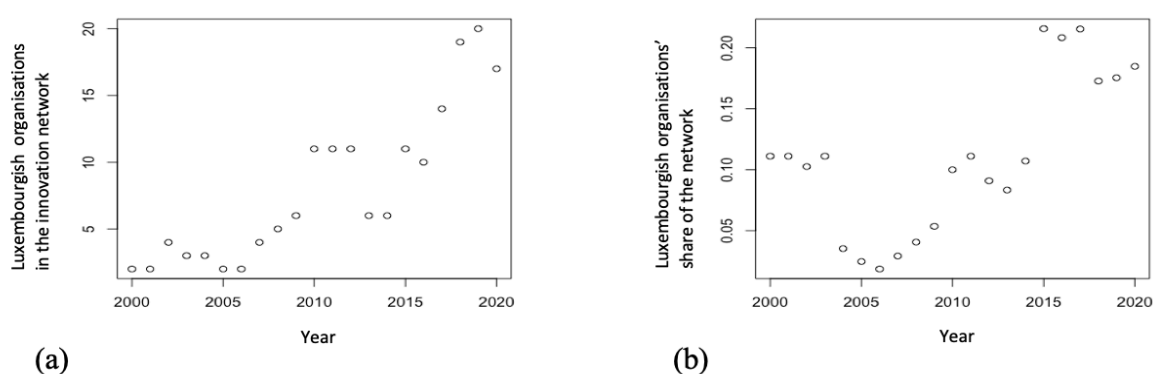 Luxembourgish organisations
in the innovation network
20
15
10
5
2000 2005 2010 2015 2020
Year
(a)
Luxembourgish organisations’
share of the network
0.20
0.15
0.10
0.05
2000 2005 2010 2015 2020
Year
(b)